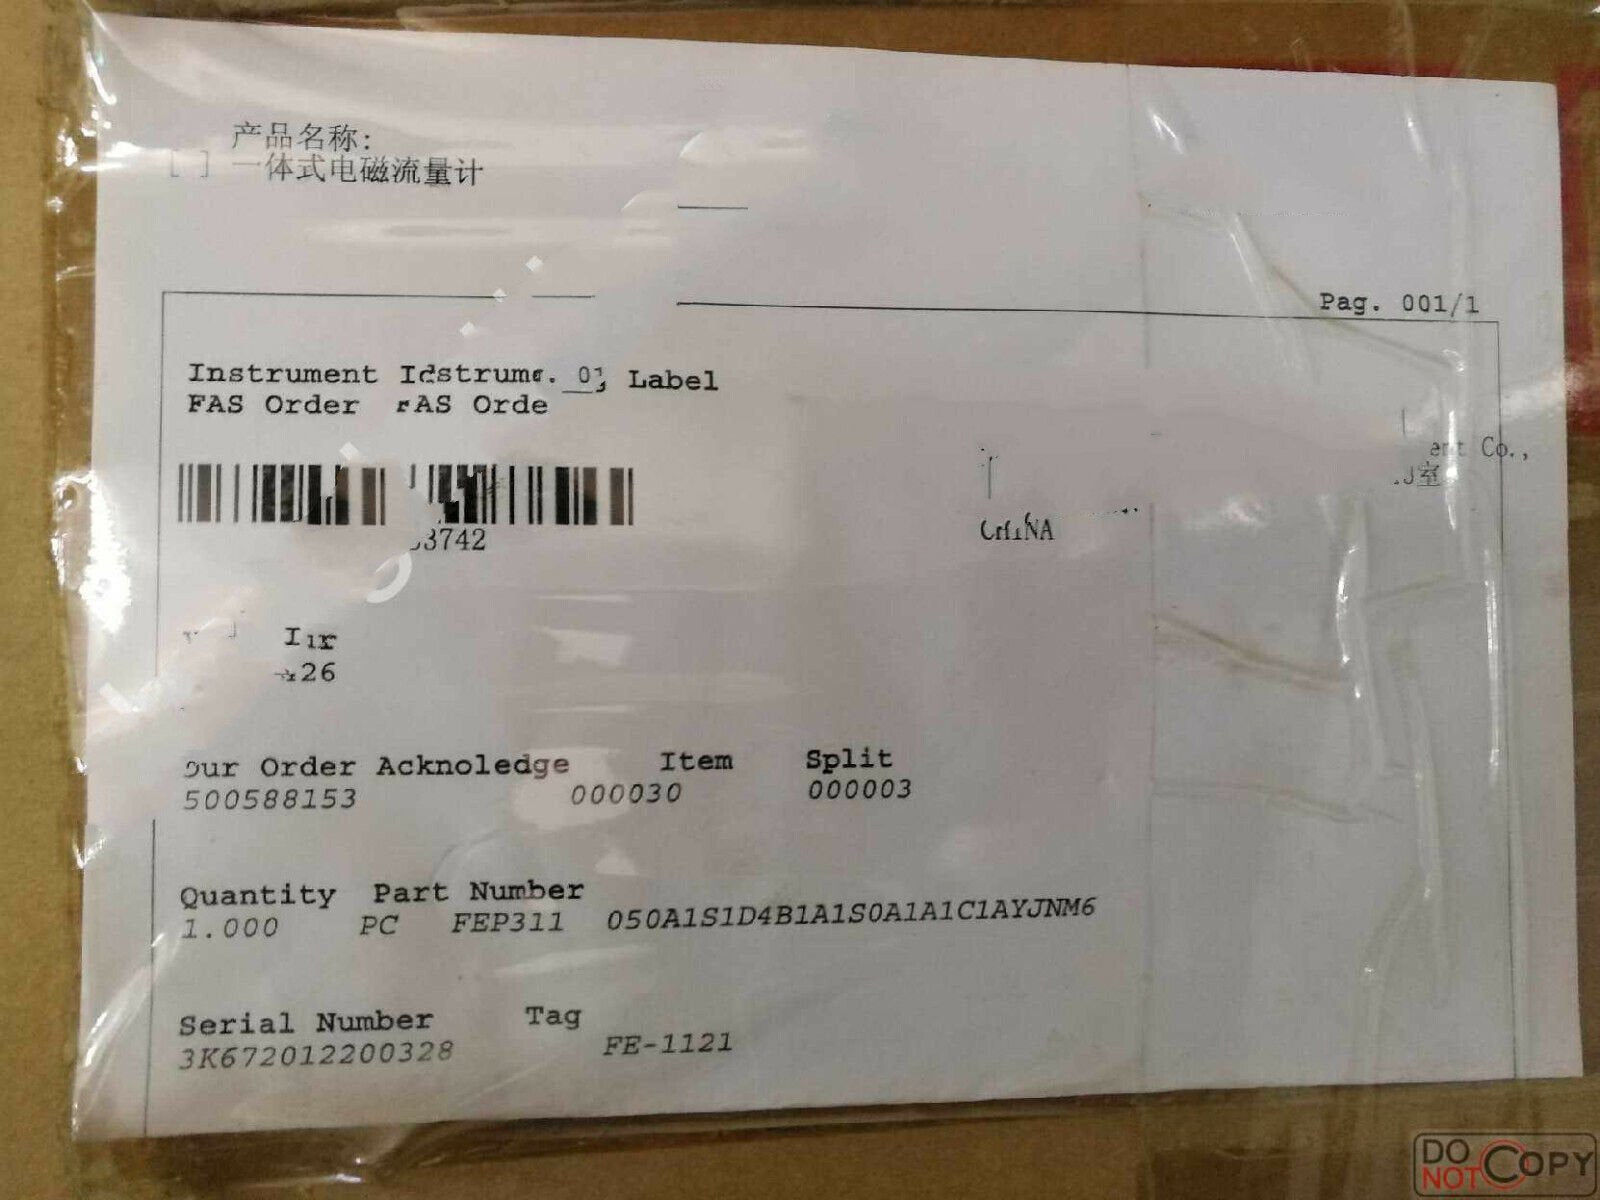 产品名称:
[ ] 一体式电磁流量计
Pag. 001/1
Instrument Label
FAS Order
Co.,
室
3742
CHINA
26
Our Order Acknoledge Item Split
500588153 000030 000003
Quantity Part Number
1.000 PC FEP311 050A1S1D4B1A1S0A1A1C1AYJNM6
Serial Number Tag
3K672012200328 FE-1121
DO NOT COPY